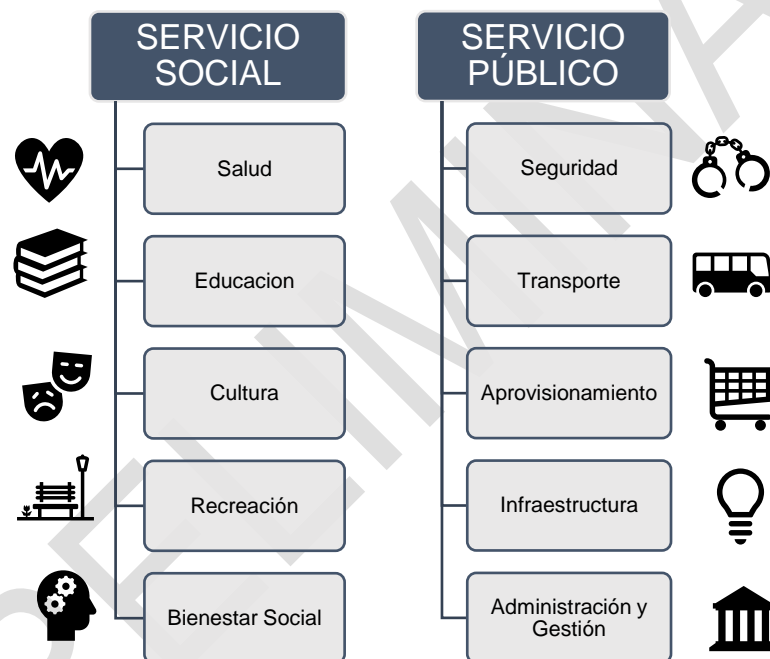 SERVICIO
SOCIAL
Salud
Educacion
Cultura
Recreación
Bienestar Social
SERVICIO
PÚBLICO
Seguridad
Transporte
Aprovisionamiento
Infraestructura
Administración y
Gestión